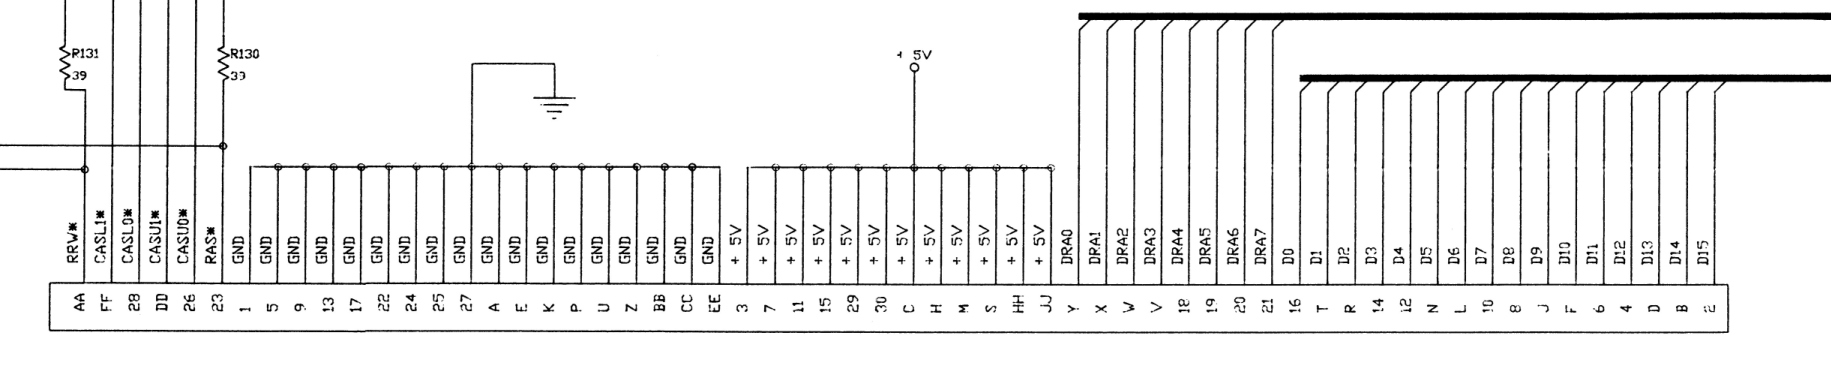 R131
39
R130
39
+ 5V
RRW* CASL1* CASL0* CASU1* CASU0* RAS* GND GND GND GND GND GND GND GND GND GND GND GND GND GND GND GND GND GND + 5V + 5V + 5V + 5V + 5V + 5V + 5V + 5V + 5V + 5V + 5V + 5V DRA0 DRA1 DRA2 DRA3 DRA4 DRA5 DRA6 DRA7 D0 D1 D2 D3 D4 D5 D6 D7 D8 D9 D10 D11 D12 D13 D14 D15
AA FF 28 DD 26 23 1 5 9 13 17 22 24 25 27 A E K P U Z BB CC EE 3 7 11 15 29 30 C H M S HH JJ Y X W V 18 19 20 21 16 T R 14 12 N L 10 8 J F 6 4 D B 2